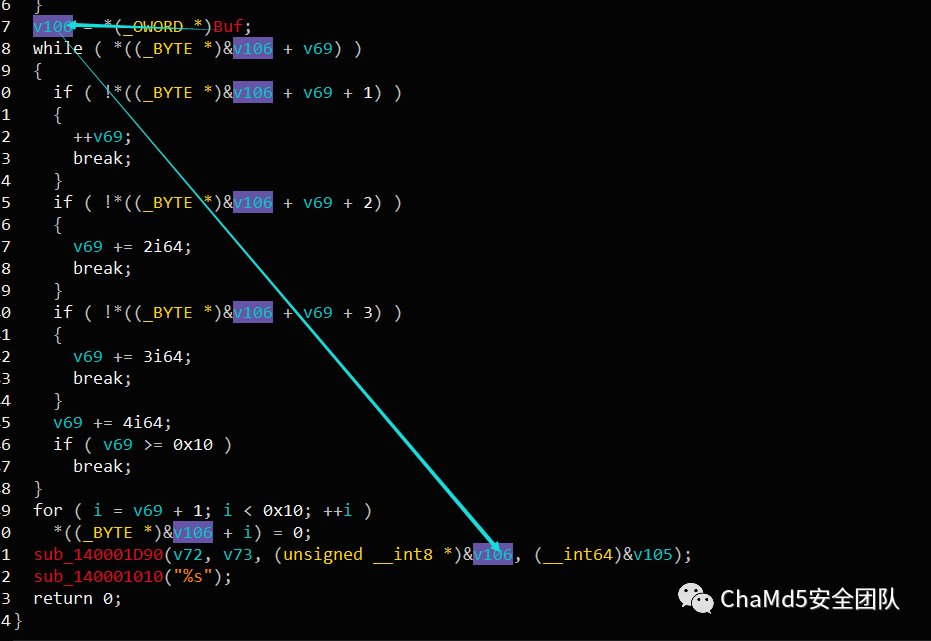 6 }
7 v106 = *(_OWORD *)Buf;
8 while ( *((_BYTE *)&v106 + v69) )
9 {
0 if ( !*((_BYTE *)&v106 + v69 + 1) )
1 {
2 ++v69;
3 break;
4 }
5 if ( !*((_BYTE *)&v106 + v69 + 2) )
6 {
7 v69 += 2i64;
8 break;
9 }
0 if ( !*((_BYTE *)&v106 + v69 + 3) )
1 {
2 v69 += 3i64;
3 break;
4 }
5 v69 += 4i64;
6 if ( v69 >= 0x10 )
7 break;
8 }
9 for ( i = v69 + 1; i < 0x10; ++i )
0 *((_BYTE *)&v106 + i) = 0;
1 sub_140001D90(v72, v73, (unsigned __int8 *)&v106, (__int64)&v105);
2 sub_140001010("%s");
3 return 0;
4 }
ChaMd5安全团队